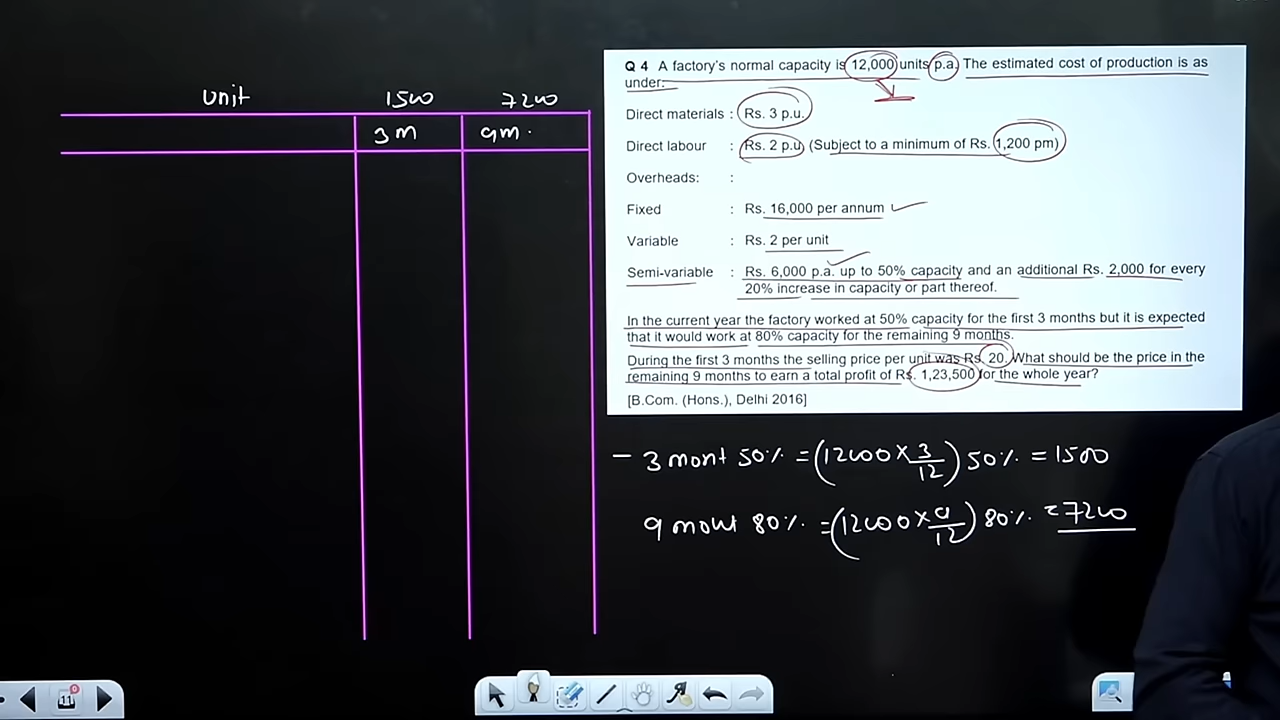 unit 1500 7200
3 m 9 m.
Q 4 A factory's normal capacity is 12,000 units p.a. The estimated cost of production is as
under:
Direct materials : Rs. 3 p.u.
Direct labour : Rs. 2 p.u (Subject to a minimum of Rs. 1,200 pm)
Overheads: :
Fixed : Rs. 16,000 per annum
Variable : Rs. 2 per unit
Semi-variable : Rs. 6,000 p.a. up to 50% capacity and an additional Rs. 2,000 for every
20% increase in capacity or part thereof.
In the current year the factory worked at 50% capacity for the first 3 months but it is expected
that it would work at 80% capacity for the remaining 9 months.
During the first 3 months the selling price per unit was Rs. 20. What should be the price in the
remaining 9 months to earn a total profit of Rs. 1,23,500 for the whole year?
[B.Com. (Hons.), Delhi 2016]
- 3 mont 50% = (12000 × 3/12) 50% = 1500
9 mont 80% = (12000 × 9/12) 80% = 7200
11